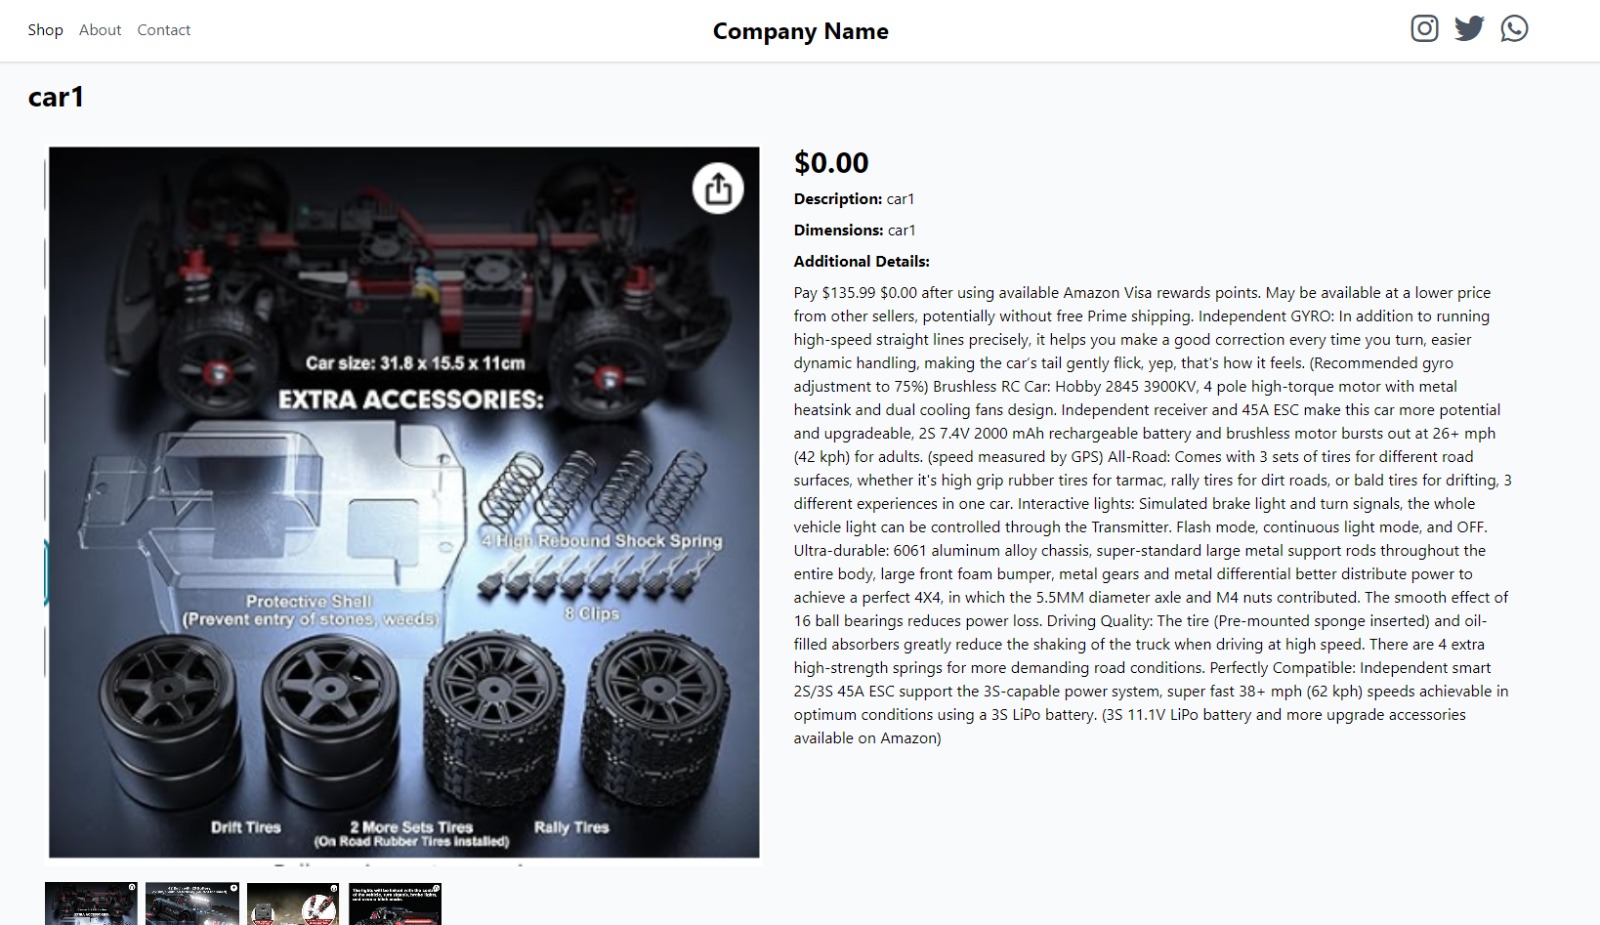 Shop About Contact
Company Name
car1
Car size: 31.8 x 15.5 x 11cm
EXTRA ACCESSORIES:
4 High Rebound Shock Spring
Protective Shell
(Prevent entry of stones, weeds)
8 Clips
Drift Tires
2 More Sets Tires
(On Road Rubber Tires Installed)
Rally Tires
$0.00
Description: car1
Dimensions: car1
Additional Details:
Pay $135.99 $0.00 after using available Amazon Visa rewards points. May be available at a lower price
from other sellers, potentially without free Prime shipping. Independent GYRO: In addition to running
high-speed straight lines precisely, it helps you make a good correction every time you turn, easier
dynamic handling, making the car’s tail gently flick, yep, that's how it feels. (Recommended gyro
adjustment to 75%) Brushless RC Car: Hobby 2845 3900KV, 4 pole high-torque motor with metal
heatsink and dual cooling fans design. Independent receiver and 45A ESC make this car more potential
and upgradeable, 2S 7.4V 2000 mAh rechargeable battery and brushless motor bursts out at 26+ mph
(42 kph) for adults. (speed measured by GPS) All-Road: Comes with 3 sets of tires for different road
surfaces, whether it's high grip rubber tires for tarmac, rally tires for dirt roads, or bald tires for drifting, 3
different experiences in one car. Interactive lights: Simulated brake light and turn signals, the whole
vehicle light can be controlled through the Transmitter. Flash mode, continuous light mode, and OFF.
Ultra-durable: 6061 aluminum alloy chassis, super-standard large metal support rods throughout the
entire body, large front foam bumper, metal gears and metal differential better distribute power to
achieve a perfect 4X4, in which the 5.5MM diameter axle and M4 nuts contributed. The smooth effect of
16 ball bearings reduces power loss. Driving Quality: The tire (Pre-mounted sponge inserted) and oil-
filled absorbers greatly reduce the shaking of the truck when driving at high speed. There are 4 extra
high-strength springs for more demanding road conditions. Perfectly Compatible: Independent smart
2S/3S 45A ESC support the 3S-capable power system, super fast 38+ mph (62 kph) speeds achievable in
optimum conditions using a 3S LiPo battery. (3S 11.1V LiPo battery and more upgrade accessories
available on Amazon)